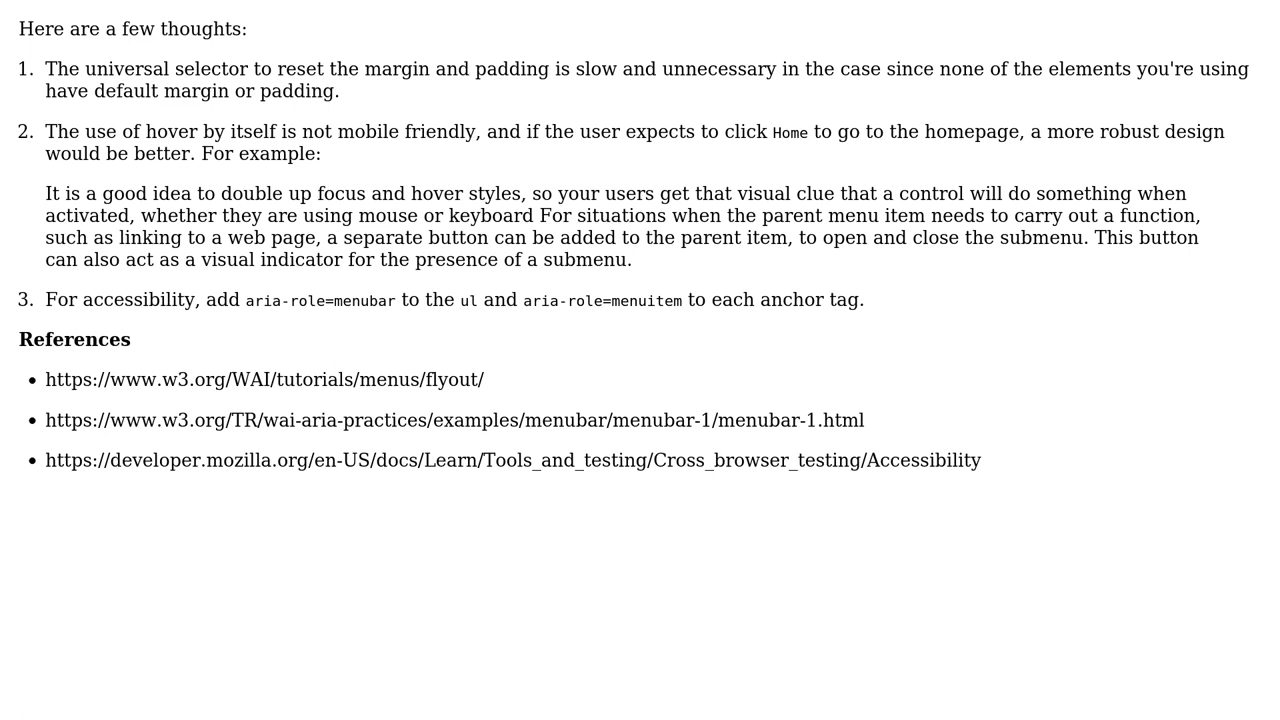 Here are a few thoughts:
1. The universal selector to reset the margin and padding is slow and unnecessary in the case since none of the elements you're using
have default margin or padding.
2. The use of hover by itself is not mobile friendly, and if the user expects to click Home to go to the homepage, a more robust design
would be better. For example:
It is a good idea to double up focus and hover styles, so your users get that visual clue that a control will do something when
activated, whether they are using mouse or keyboard For situations when the parent menu item needs to carry out a function,
such as linking to a web page, a separate button can be added to the parent item, to open and close the submenu. This button
can also act as a visual indicator for the presence of a submenu.
3. For accessibility, add aria-role=menubar to the ul and aria-role=menuitem to each anchor tag.
References
• https://www.w3.org/WAI/tutorials/menus/flyout/
• https://www.w3.org/TR/wai-aria-practices/examples/menubar/menubar-1/menubar-1.html
• https://developer.mozilla.org/en-US/docs/Learn/Tools_and_testing/Cross_browser_testing/Accessibility